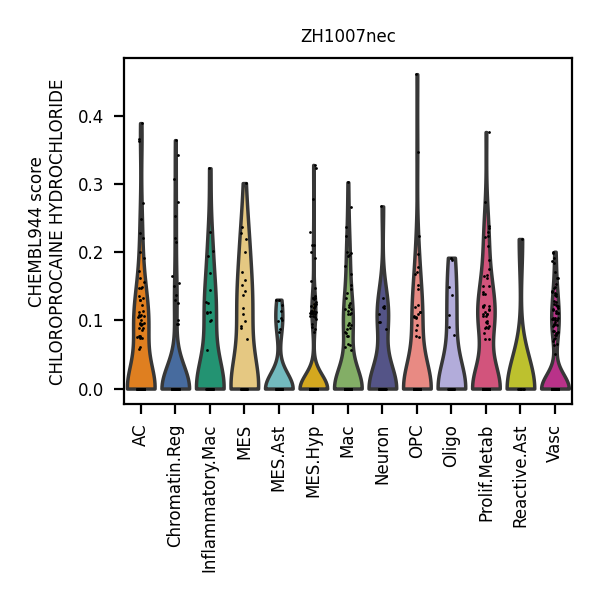 ZH1007nec
CHEMBL944 score
CHLOROPROCAINE HYDROCHLORIDE
0.4
0.3
0.2
0.1
0.0
AC
Chromatin.Reg
Inflammatory.Mac
MES
MES.Ast
MES.Hyp
Mac
Neuron
OPC
Oligo
Prolif.Metab
Reactive.Ast
Vasc